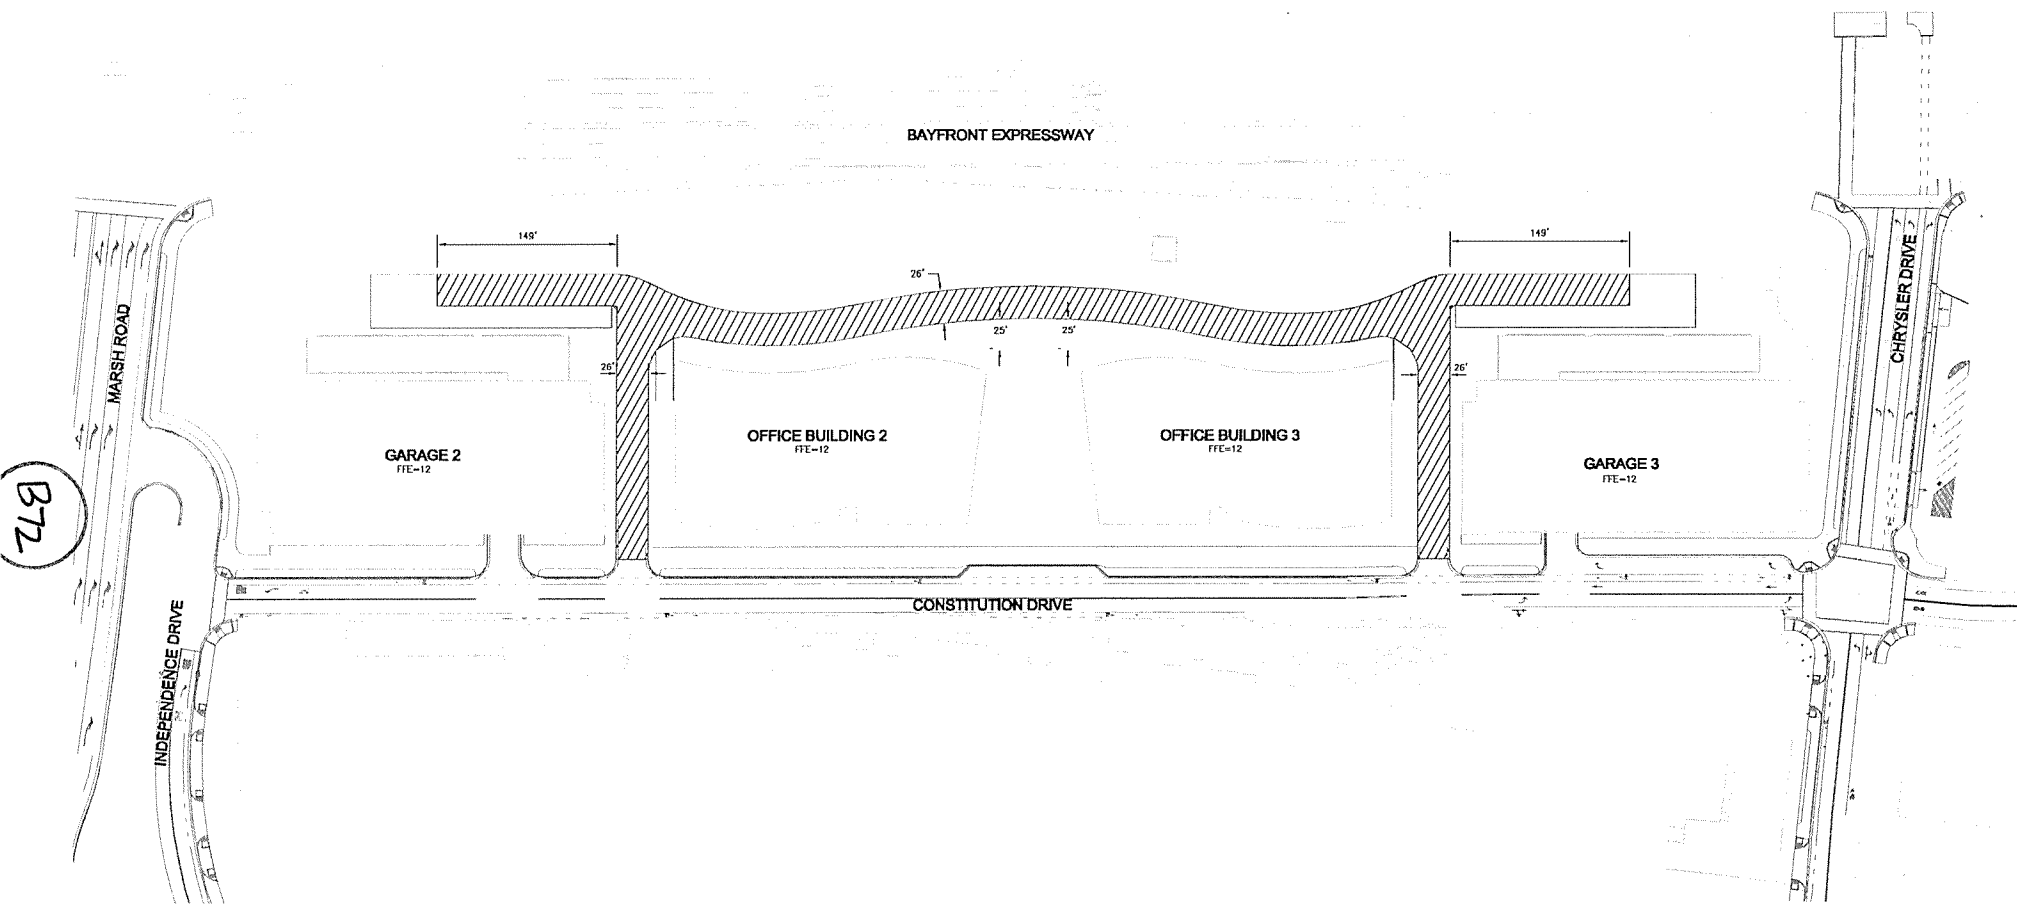 BAYFRONT EXPRESSWAY
149'
149'
26'
25'
25'
26'
26'
MARSH ROAD
CHRYSLER DRIVE
OFFICE BUILDING 2
FFE=12
OFFICE BUILDING 3
FFE=12
GARAGE 2
FFE=12
GARAGE 3
FFE=12
B72
CONSTITUTION DRIVE
INDEPENDENCE DRIVE